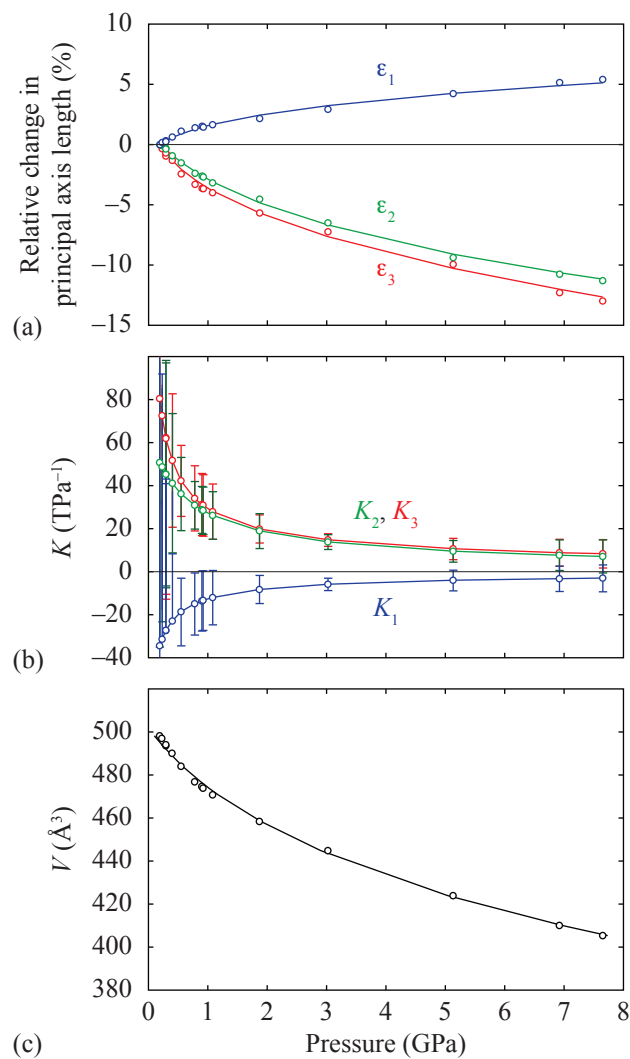 Relative change in
principal axis length (%)
10
5
0
−5
−10
−15
ε1
ε2
ε3
(a)
K (TPa⁻¹)
80
60
40
20
0
−20
−40
K2, K3
K1
(b)
V (Å³)
500
480
460
440
420
400
380
0 1 2 3 4 5 6 7 8
(c)
Pressure (GPa)